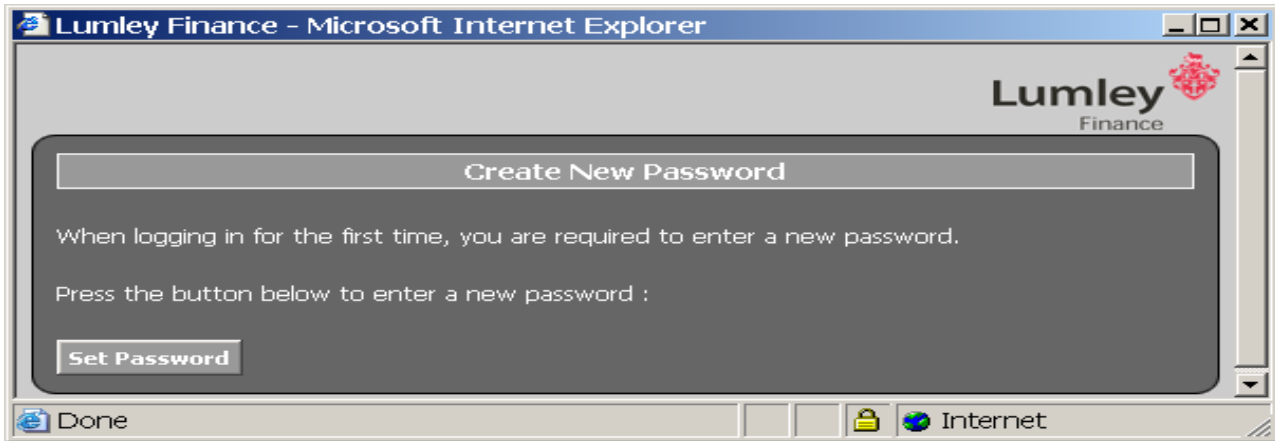 Lumley Finance - Microsoft Internet Explorer
Lumley
Finance
Create New Password
When logging in for the first time, you are required to enter a new password.
Press the button below to enter a new password :
Set Password
Done
Internet